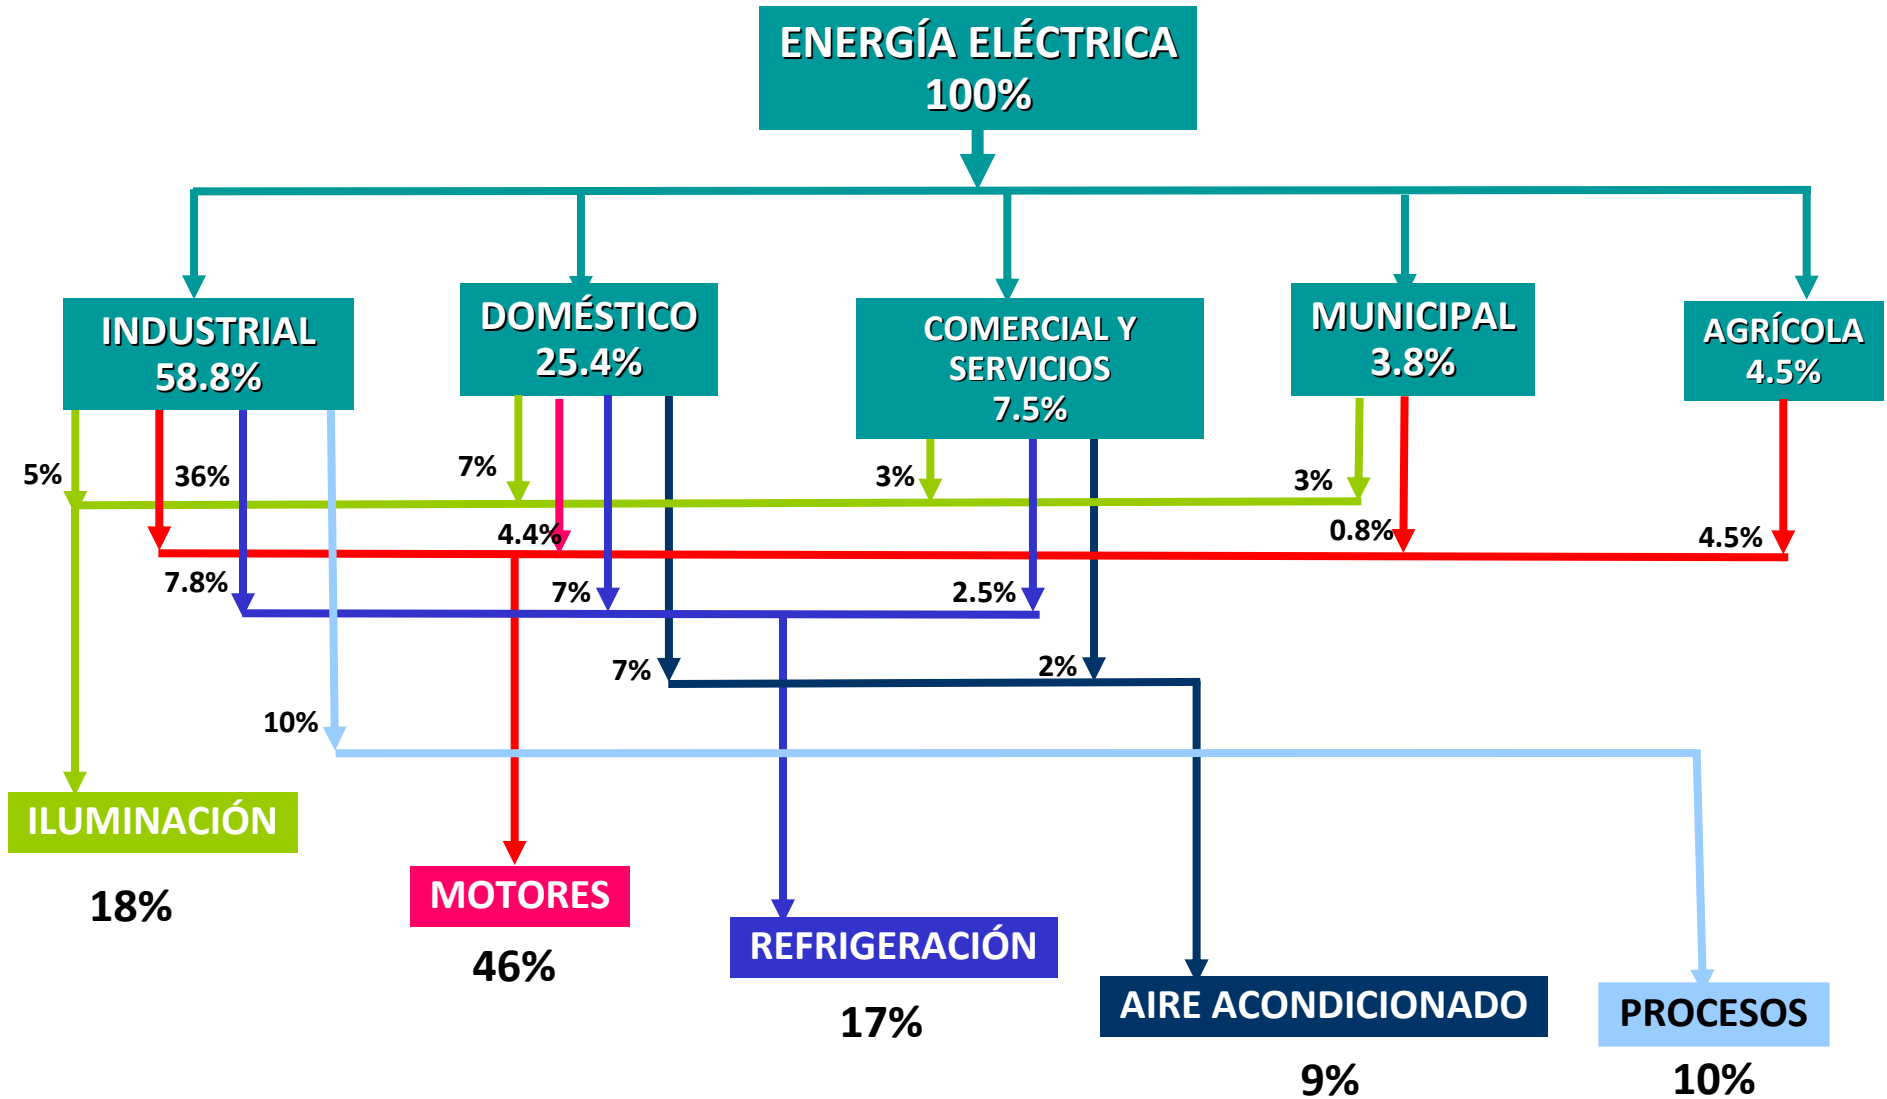 ENERGÍA ELÉCTRICA
100%
INDUSTRIAL
58.8%
DOMÉSTICO
25.4%
COMERCIAL Y
SERVICIOS
7.5%
MUNICIPAL
3.8%
AGRÍCOLA
4.5%
5%
36%
7%
3%
3%
4.4%
0.8%
4.5%
7.8%
7%
2.5%
7%
2%
10%
ILUMINACIÓN
18%
MOTORES
46%
REFRIGERACIÓN
17%
AIRE ACONDICIONADO
9%
PROCESOS
10%